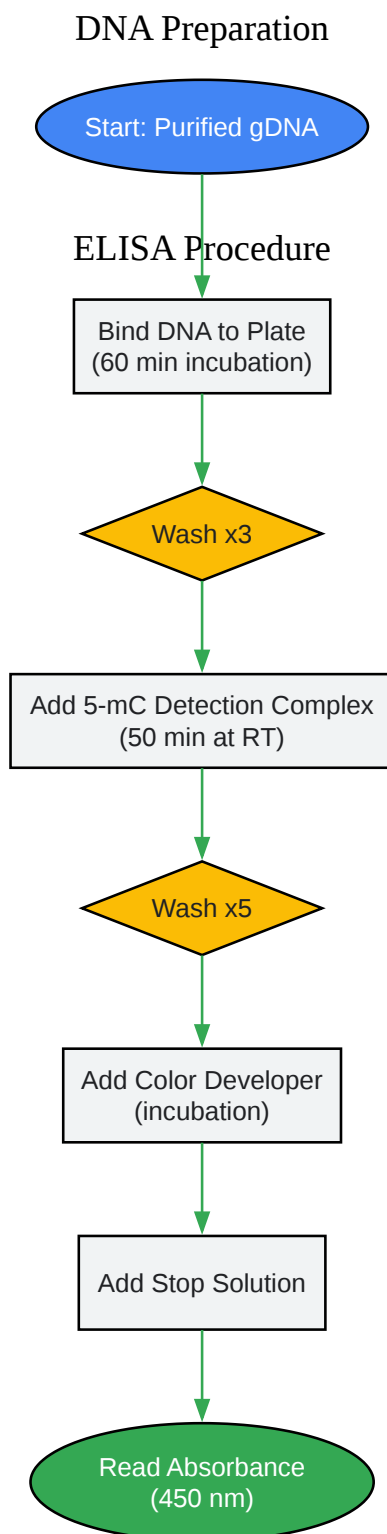 DNA Preparation
Start: Purified gDNA
ELISA Procedure
Bind DNA to Plate
(60 min incubation)
Wash x3
Add 5-mC Detection Complex
(50 min at RT)
Wash x5
Add Color Developer
(incubation)
Add Stop Solution
Read Absorbance
(450 nm)